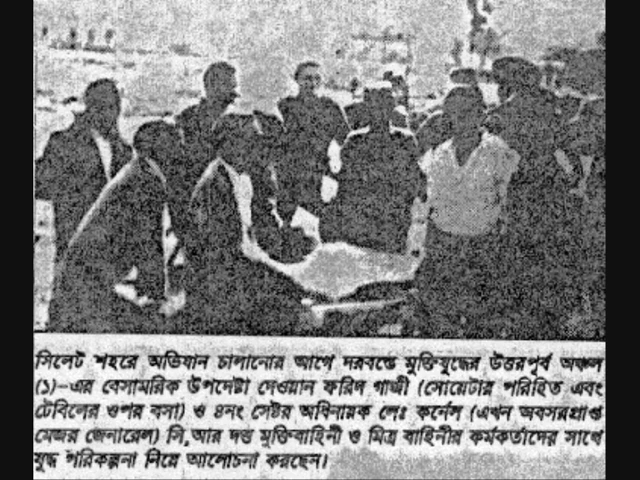 সিলেট শহরে অভিযান চালানোর আগে দরবস্তে মুক্তিযুদ্ধের উত্তরপূর্ব অঞ্চল
(১)-এর বেসামরিক উপদেষ্টা দেওয়ান ফরিদ গাজী (সোয়েটার পরিহিত এবং
টেবিলের ওপর বসা) ও ৪নং সেক্টর অধিনায়ক লেঃ কর্নেল (এখন অবসরপ্রাপ্ত
মেজর জেনারেল) সি,আর দত্ত মুক্তিবাহিনী ও মিত্র বাহিনীর কর্মকর্তাদের সাথে
যুদ্ধ পরিকল্পনা নিয়ে আলোচনা করছেন।